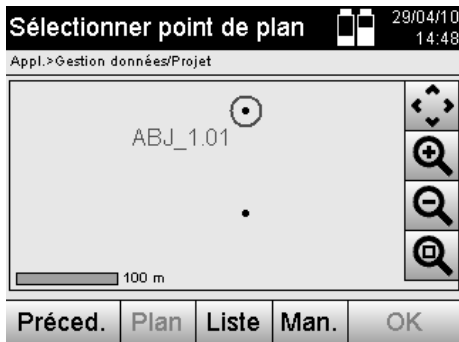 Sélectionner point de plan
29/04/10
14:48
Appl.>Gestion données/Projet
ABJ_1.01
100 m
Préced.
Plan
Liste
Man.
OK